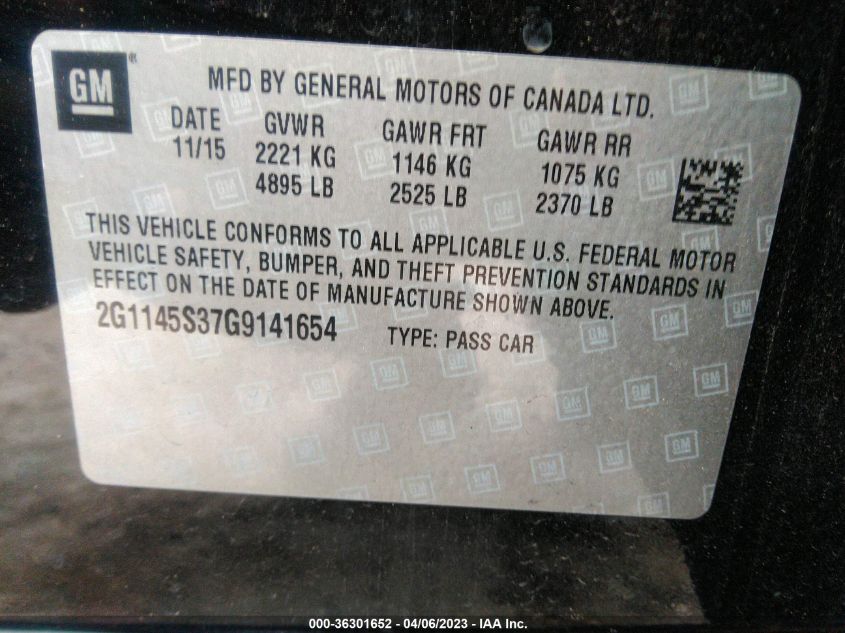 GM
MFD BY GENERAL MOTORS OF CANADA LTD.
DATE GVWR GAWR FRT GAWR RR
11/15 2221 KG 1146 KG 1075 KG
4895 LB 2525 LB 2370 LB
THIS VEHICLE CONFORMS TO ALL APPLICABLE U.S. FEDERAL MOTOR
VEHICLE SAFETY, BUMPER, AND THEFT PREVENTION STANDARDS IN
EFFECT ON THE DATE OF MANUFACTURE SHOWN ABOVE.
2G1145S37G9141654 TYPE: PASS CAR
000-36301652 - 04/06/2023 - IAA Inc.